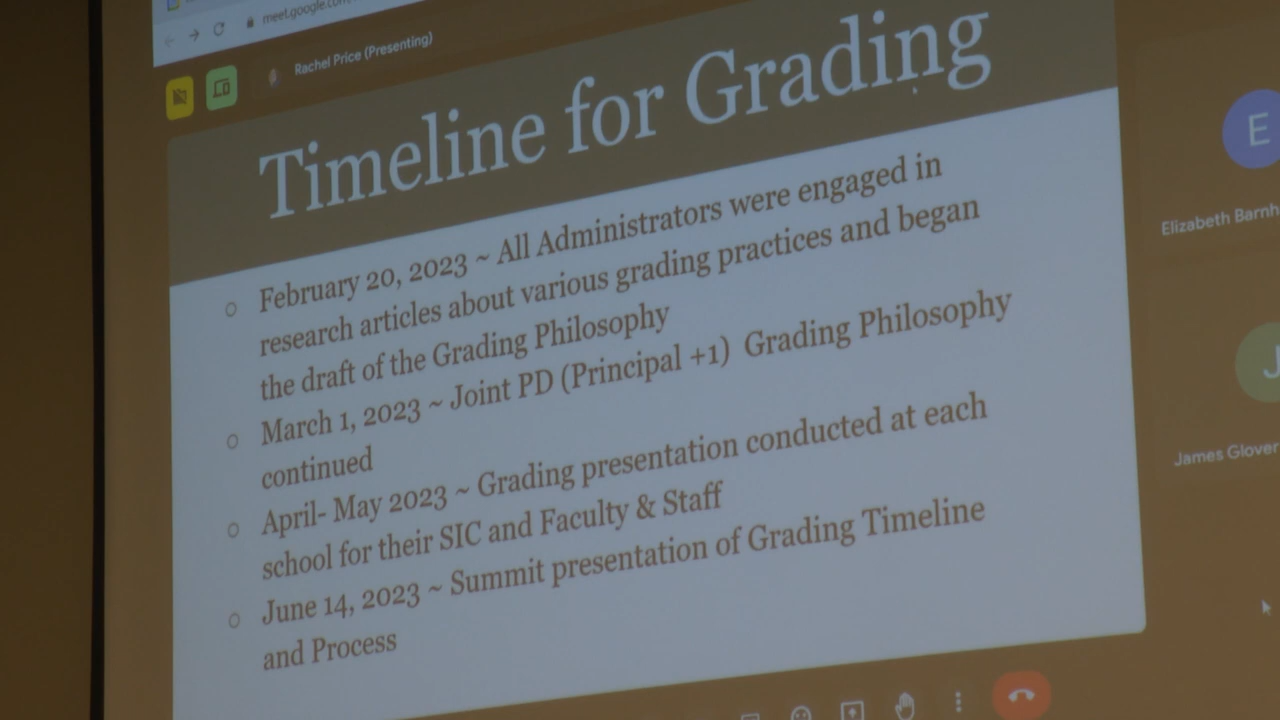 meet.google.com
Rachel Price (Presenting)
Timeline for Grading
E
Elizabeth Barnh
J
James Glover
○ February 20, 2023 ~ All Administrators were engaged in
research articles about various grading practices and began
the draft of the Grading Philosophy
○ March 1, 2023 ~ Joint PD (Principal +1) Grading Philosophy
continued
○ April- May 2023 ~ Grading presentation conducted at each
school for their SIC and Faculty & Staff
○ June 14, 2023 ~ Summit presentation of Grading Timeline
and Process